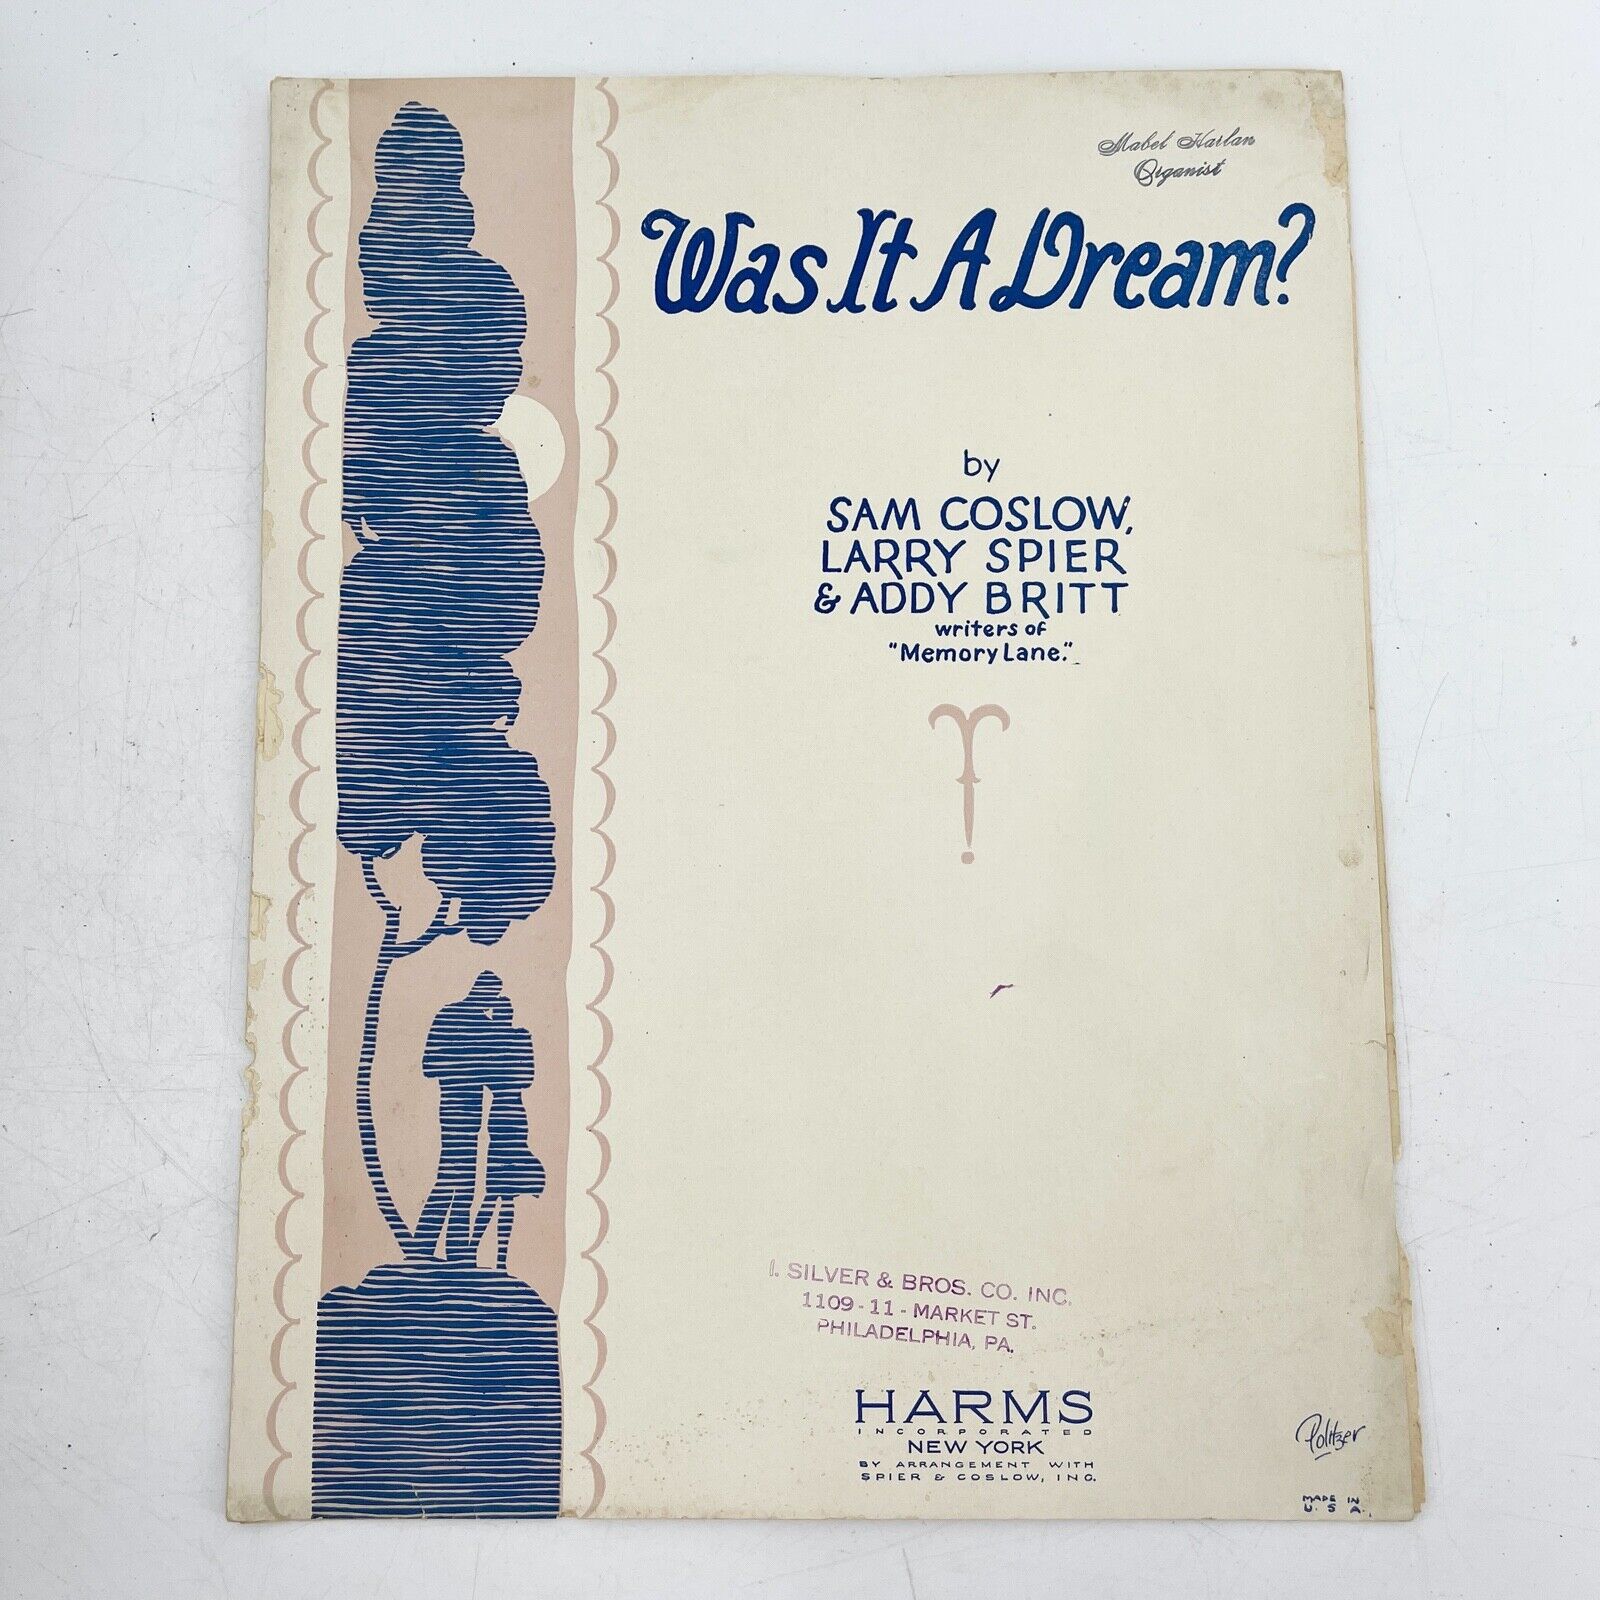 Mabel Harlan
Organist
Was It A Dream?
by
SAM COSLOW,
LARRY SPIER
& ADDY BRITT
writers of
"Memory Lane."
I. SILVER & BROS. CO. INC.
1109-11-MARKET ST.
PHILADELPHIA, PA.
HARMS
INCORPORATED
NEW YORK
BY ARRANGEMENT WITH
SPIER & COSLOW, INC.
Politzer
MADE IN
U. S. A.